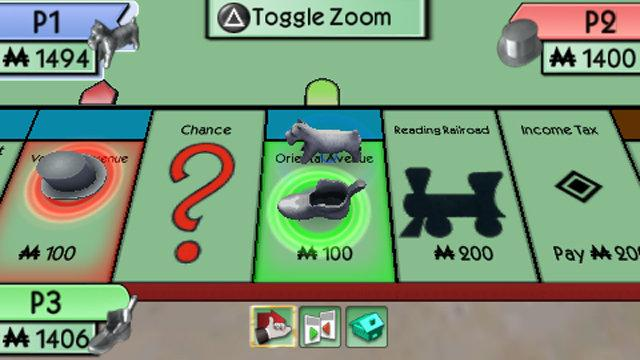 P1
1494
Toggle Zoom
P2
1400
Chance
Oriental Avenue
Reading Railroad
Income Tax
100
100
200
Pay
P3
1406